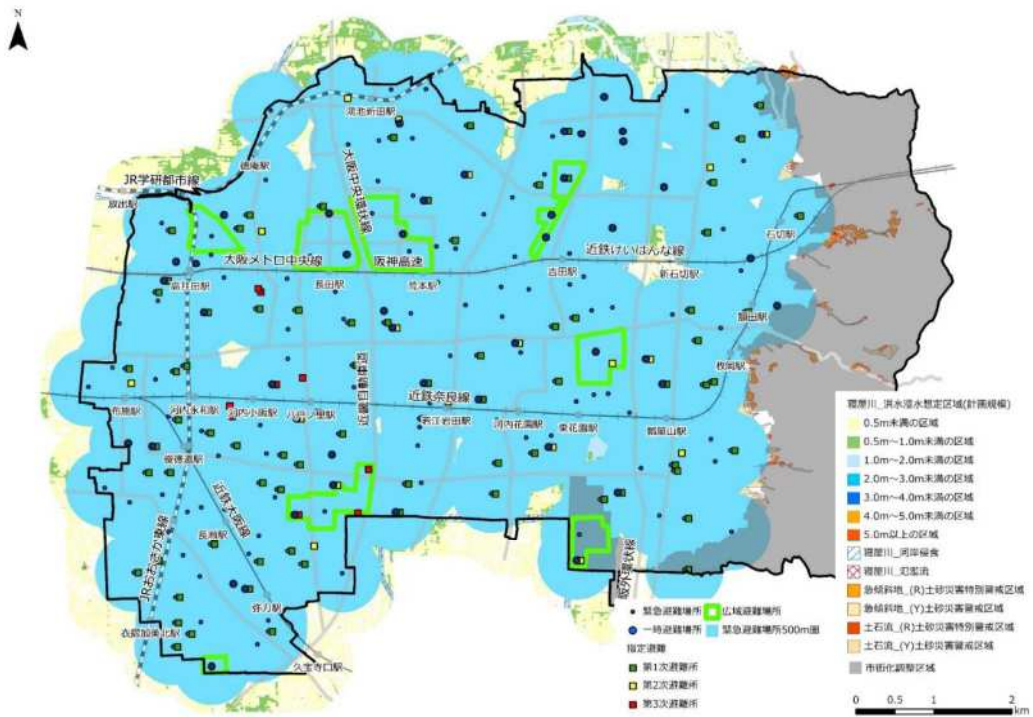 N
鴻池新田駅
徳庵駅
JR学研都市線
放出駅
大阪中央環状線
石切駅
大阪メトロ中央線
阪神高速
近鉄けいはんな線
高井田駅
長田駅
荒本駅
吉田駅
新石切駅
額田駅
枚岡駅
近畿自動車道
近鉄奈良線
布施駅
河内永和駅
河内小阪駅
八戸ノ里駅
若江岩田駅
河内花園駅
東花園駅
瓢箪山駅
俊徳道駅
近鉄大阪線
長瀬駅
JRおおさか東線
弥刀駅
衣摺加美北駅
久宝寺口駅
阪外環状線
寝屋川_洪水浸水想定区域(計画規模)
0.5m未満の区域
0.5m～1.0m未満の区域
1.0m～2.0m未満の区域
2.0m～3.0m未満の区域
3.0m～4.0m未満の区域
4.0m～5.0m未満の区域
5.0m以上の区域
寝屋川_河岸侵食
寝屋川_氾濫流
急傾斜地_(R)土砂災害特別警戒区域
急傾斜地_(Y)土砂災害警戒区域
土石流_(R)土砂災害特別警戒区域
土石流_(Y)土砂災害警戒区域
市街化調整区域
緊急避難場所
広域避難場所
一時避難場所
緊急避難場所500m圏
指定避難
第1次避難所
第2次避難所
第3次避難所
0 0.5 1 2
km